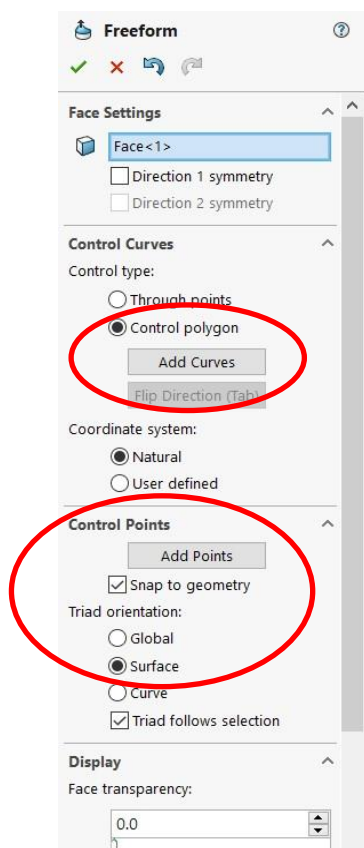 Freeform
Face Settings
Face<1>
Direction 1 symmetry
Direction 2 symmetry
Control Curves
Control type:
Through points
Control polygon
Add Curves
Flip Direction (Tab)
Coordinate system:
Natural
User defined
Control Points
Add Points
Snap to geometry
Triad orientation:
Global
Surface
Curve
Triad follows selection
Display
Face transparency:
0.0